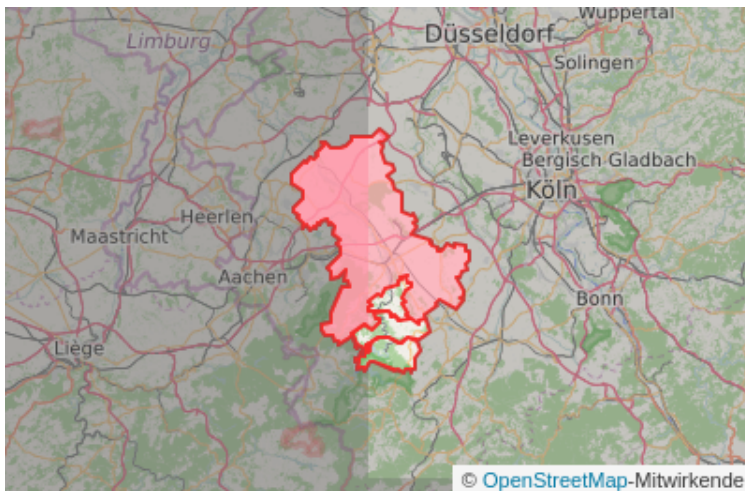 Wuppertal
Limburg
Düsseldorf
Solingen
Leverkusen
Bergisch Gladbach
Köln
Heerlen
Maastricht
Aachen
Bonn
Liège
© OpenStreetMap-Mitwirkende